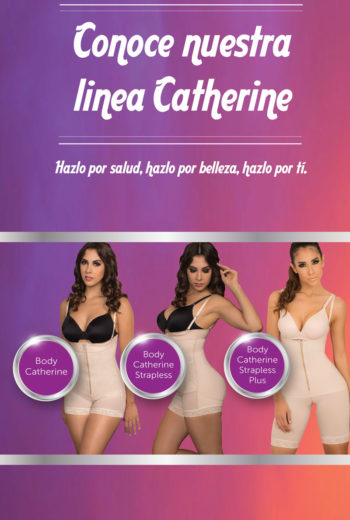 Conoce nuestra
linea Catherine
Hazlo por salud, hazlo por belleza, hazlo por tí.
Body
Catherine
Body
Catherine
Strapless
Body
Catherine
Strapless
Plus